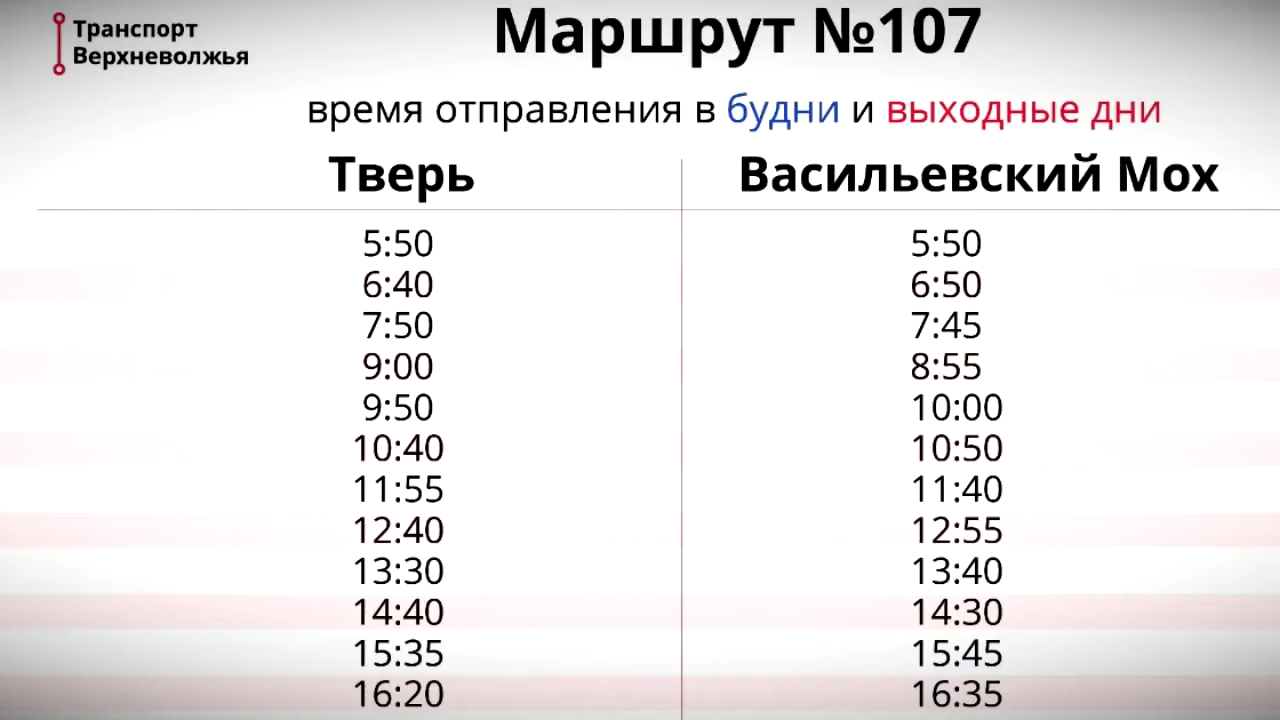 Транспорт
Верхневолжья
Маршрут №107
время отправления в будни и выходные дни
Тверь Васильевский Мох
5:50 5:50
6:40 6:50
7:50 7:45
9:00 8:55
9:50 10:00
10:40 10:50
11:55 11:40
12:40 12:55
13:30 13:40
14:40 14:30
15:35 15:45
16:20 16:35